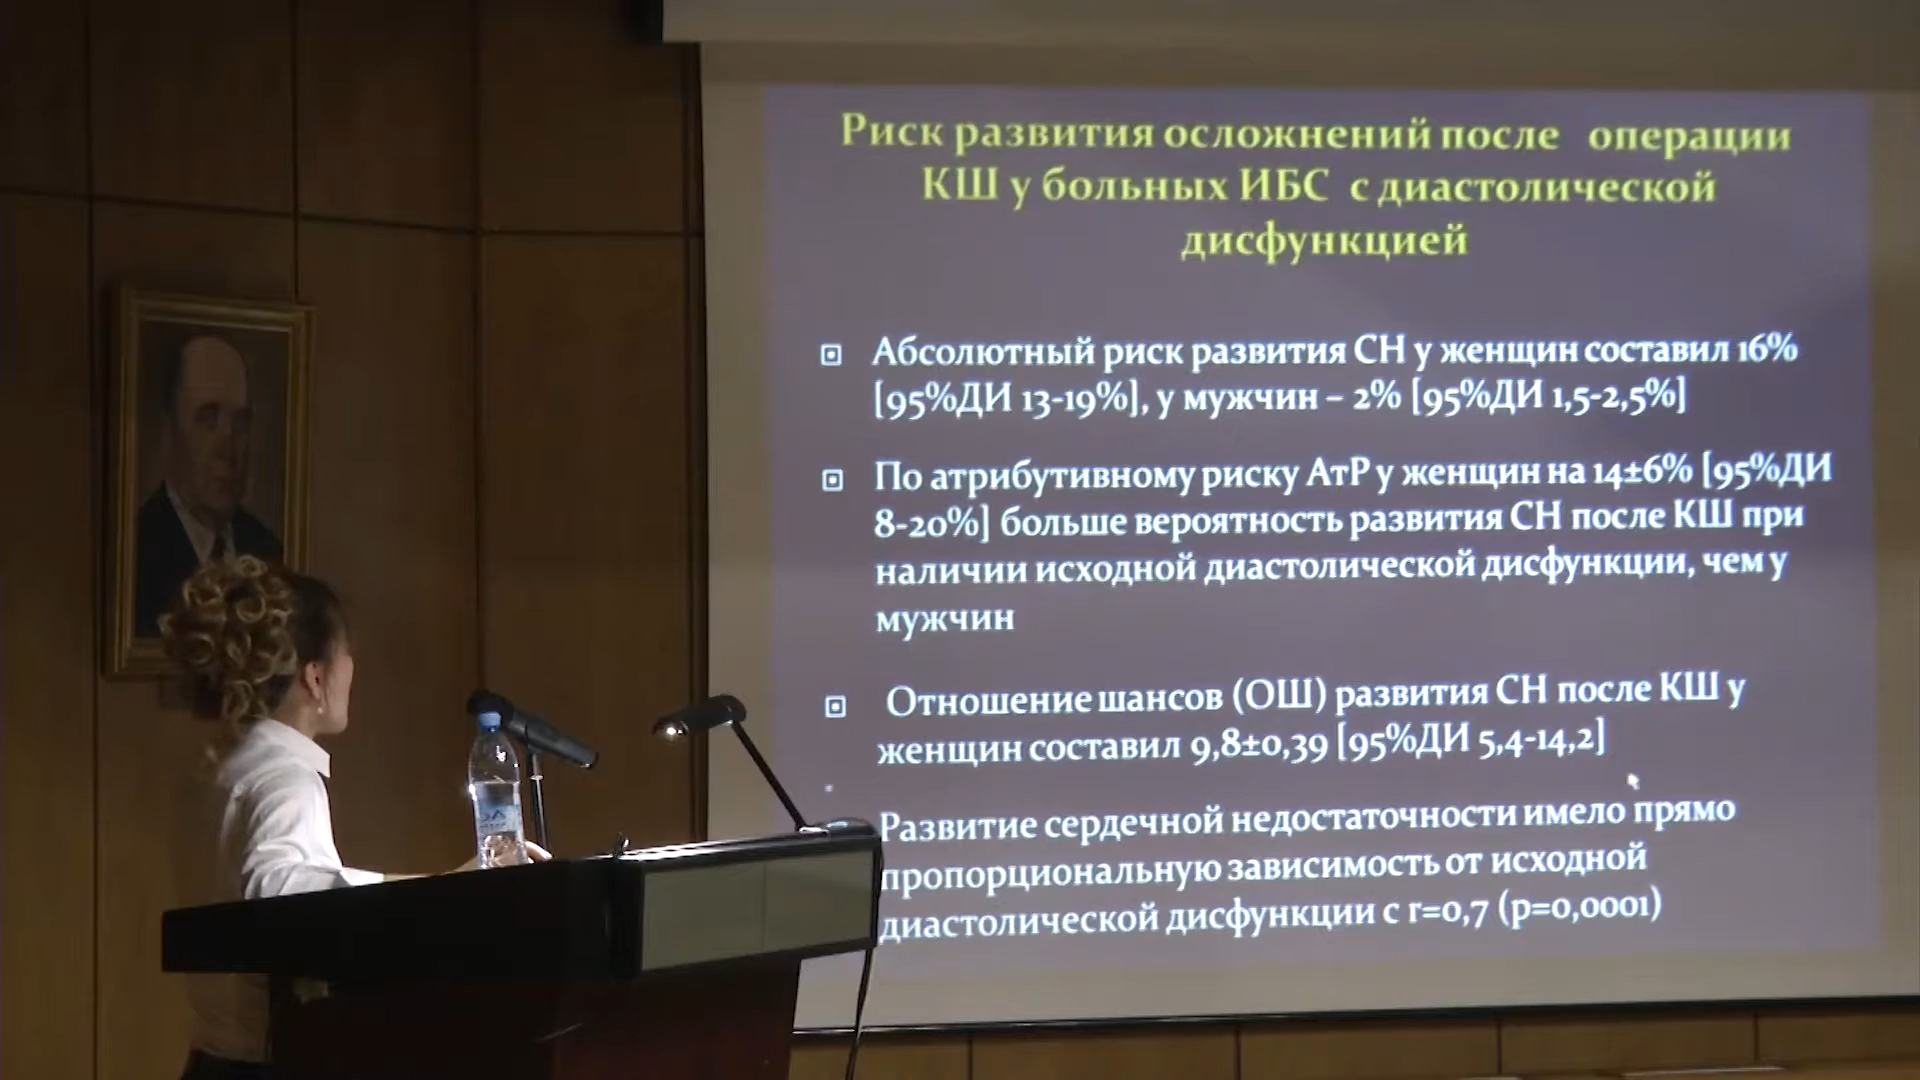 Риск развития осложнений после операции
КШ у больных ИБС с диастолической
дисфункцией
Абсолютный риск развития СН у женщин составил 16%
[95%ДИ 13-19%], у мужчин – 2% [95%ДИ 1,5-2,5%]
По атрибутивному риску АтР у женщин на 14±6% [95%ДИ
8-20%] больше вероятность развития СН после КШ при
наличии исходной диастолической дисфункции, чем у
мужчин
Отношение шансов (ОШ) развития СН после КШ у
женщин составил 9,8±0,39 [95%ДИ 5,4-14,2]
Развитие сердечной недостаточности имело прямо
пропорциональную зависимость от исходной
диастолической дисфункции с r=0,7 (p=0,0001)